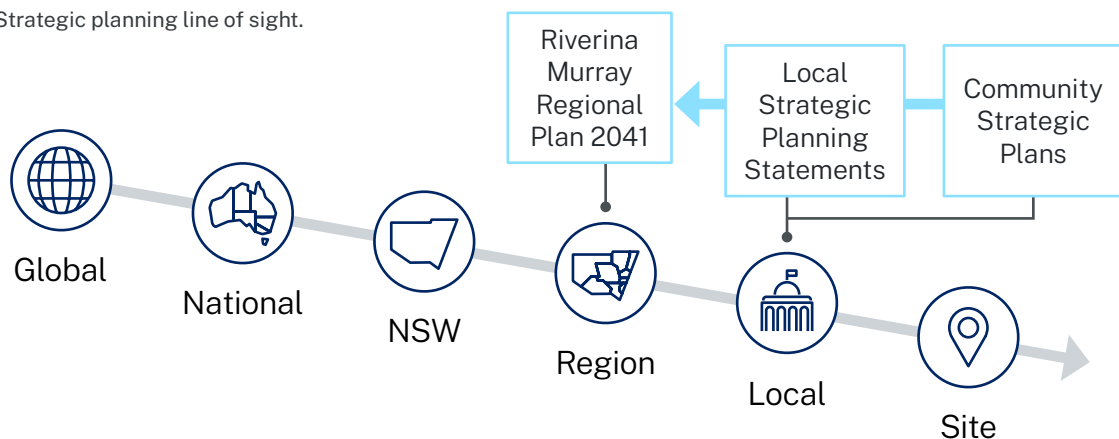 Strategic planning line of sight.
Riverina
Murray
Regional
Plan 2041
Local
Strategic
Planning
Statements
Community
Strategic
Plans
Global
National
NSW
Region
Local
Site